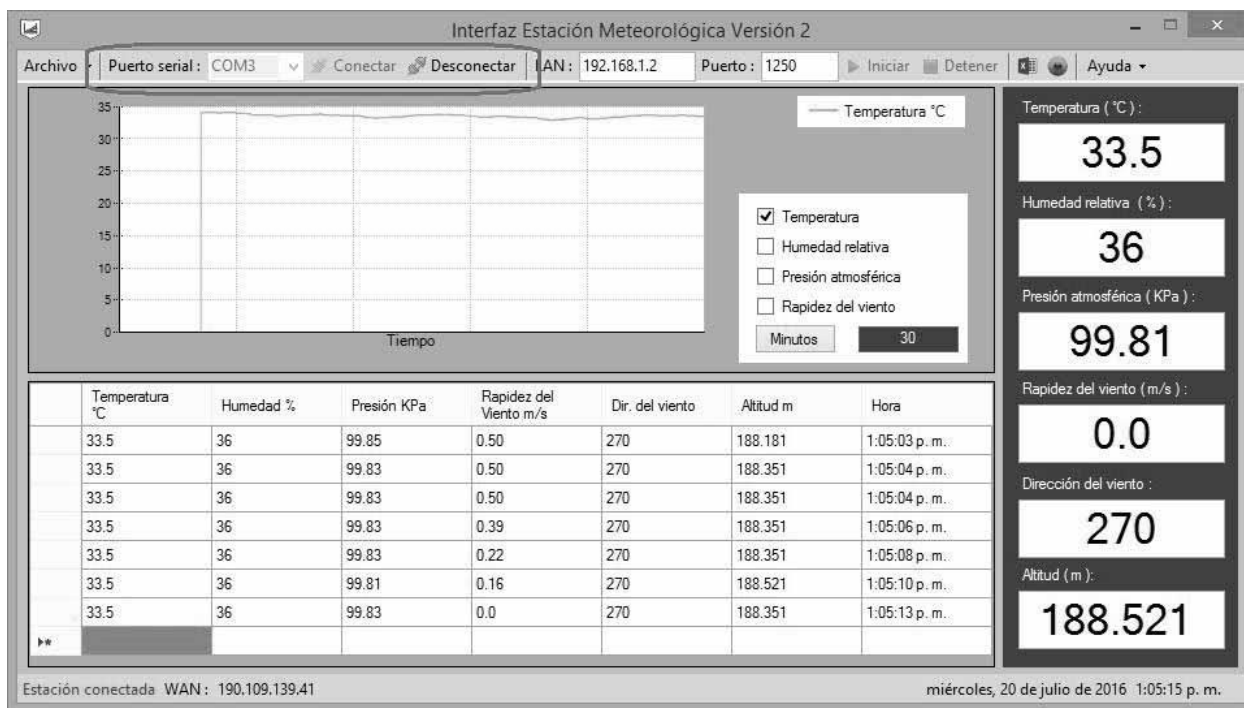 Interfaz Estación Meteorológica Versión 2
Archivo Puerto serial : COM3 Conectar Desconectar LAN : 192.168.1.2 Puerto : 1250 Iniciar Detener Ayuda
35
30
25
20
15
10
5
0
Tiempo
Temperatura °C
Temperatura
Humedad relativa
Presión atmosférica
Rapidez del viento
Minutos 30
Temperatura °C Humedad % Presión KPa Rapidez del Viento m/s Dir. del viento Altitud m Hora
33.5 36 99.85 0.50 270 188.181 1:05:03 p. m.
33.5 36 99.83 0.50 270 188.351 1:05:04 p. m.
33.5 36 99.83 0.50 270 188.351 1:05:04 p. m.
33.5 36 99.83 0.39 270 188.351 1:05:06 p. m.
33.5 36 99.83 0.22 270 188.351 1:05:08 p. m.
33.5 36 99.81 0.16 270 188.521 1:05:10 p. m.
33.5 36 99.83 0.0 270 188.351 1:05:13 p. m.
Temperatura ( °C ) :
33.5
Humedad relativa ( % ) :
36
Presión atmosférica ( KPa ) :
99.81
Rapidez del viento ( m/s ) :
0.0
Dirección del viento :
270
Altitud ( m ):
188.521
Estación conectada WAN : 190.109.139.41 miércoles, 20 de julio de 2016 1:05:15 p. m.